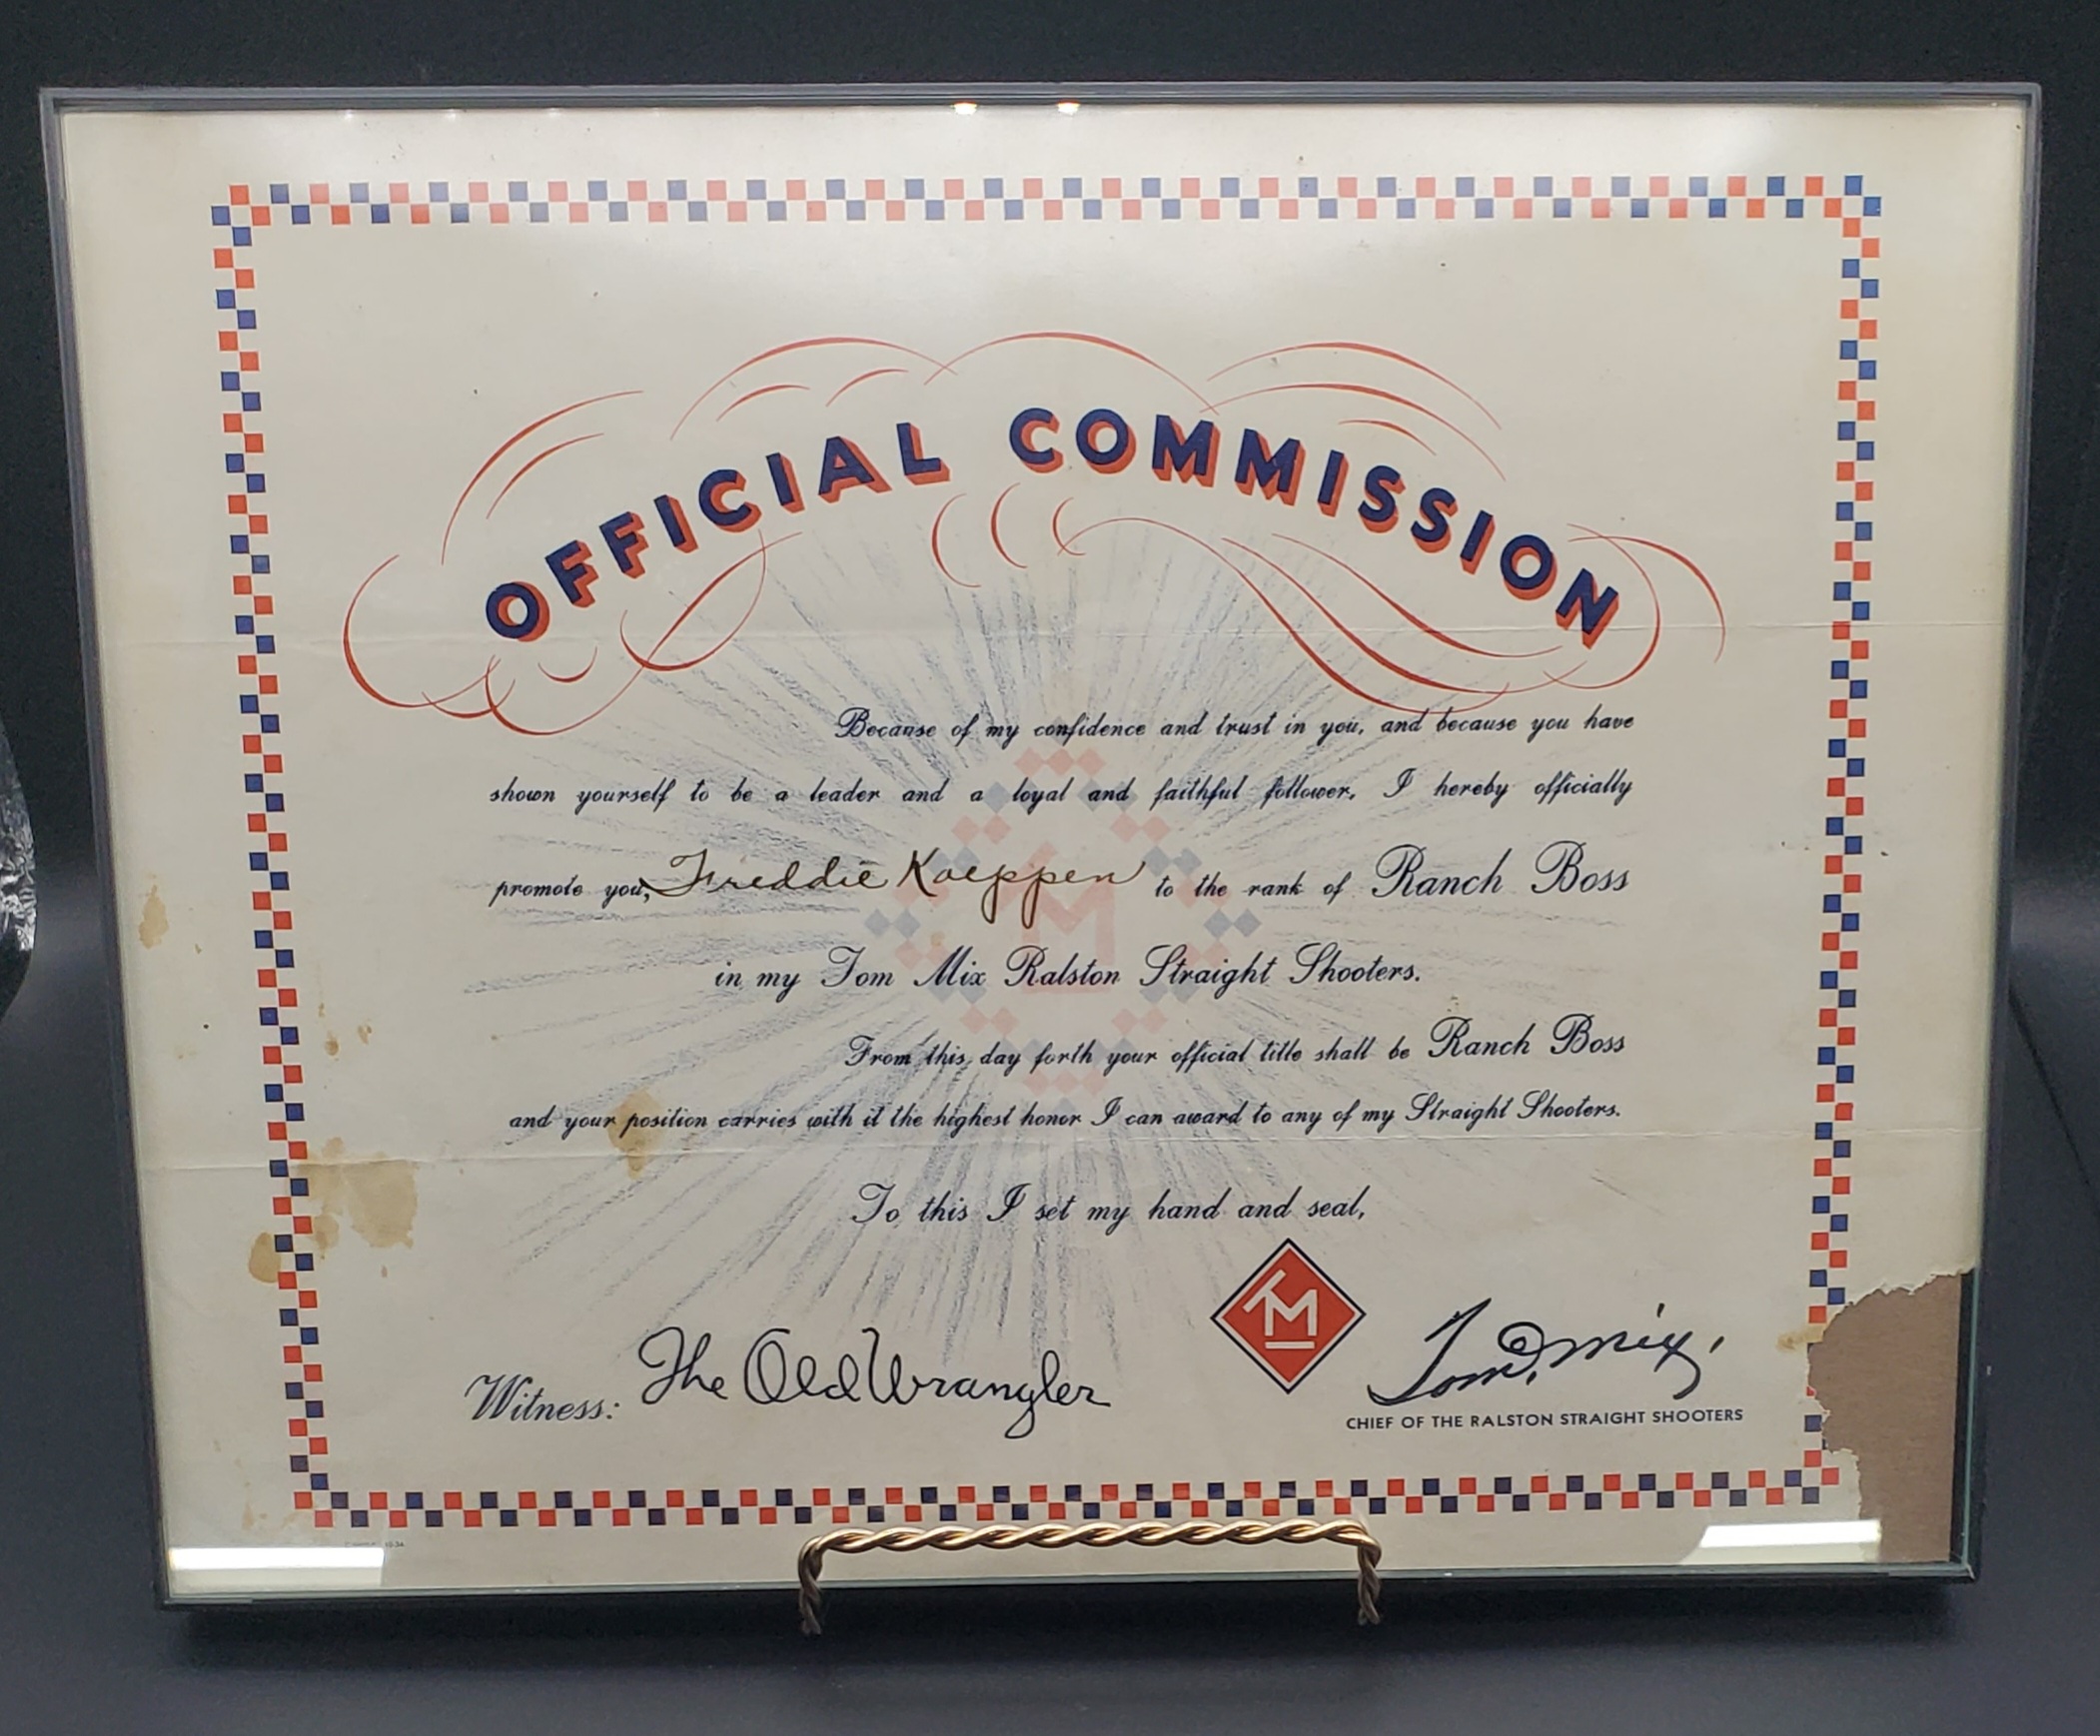 OFFICIAL COMMISSION
Because of my confidence and trust in you, and because you have
shown yourself to be a leader and a loyal and faithful follower, I hereby officially
promote you, Freddie Koeppen to the rank of Ranch Boss
in my Tom Mix Ralston Straight Shooters.
From this day forth your official title shall be Ranch Boss
and your position carries with it the highest honor I can award to any of my Straight Shooters.
To this I set my hand and seal,
TM
Witness: The Old Wrangler
Tom Mix
CHIEF OF THE RALSTON STRAIGHT SHOOTERS